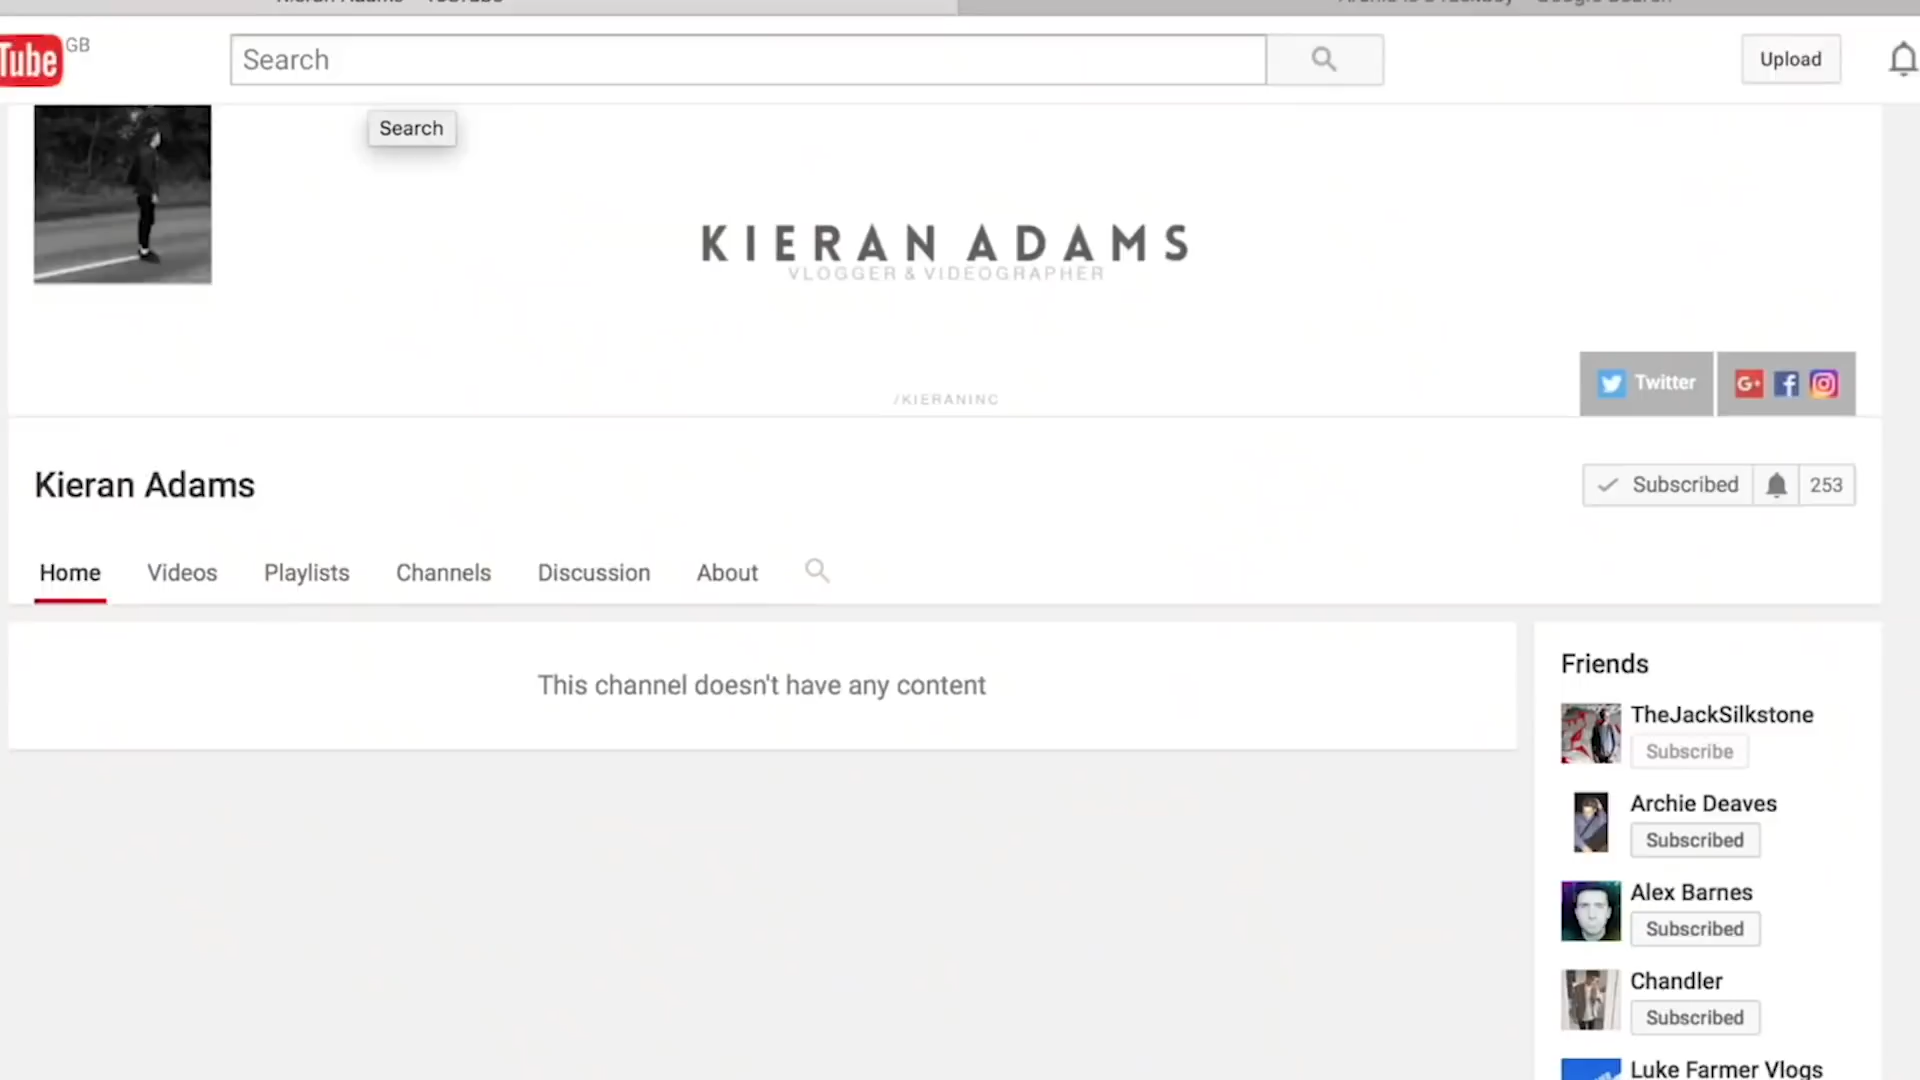 Tube GB
Search
Upload
Search
KIERAN ADAMS
VLOGGER & VIDEOGRAPHER
Twitter
/KIERANINC
Kieran Adams
Subscribed 253
Home Videos Playlists Channels Discussion About
This channel doesn't have any content
Friends
TheJackSilkstone
Subscribe
Archie Deaves
Subscribed
Alex Barnes
Subscribed
Chandler
Subscribed
Luke Farmer Vlogs